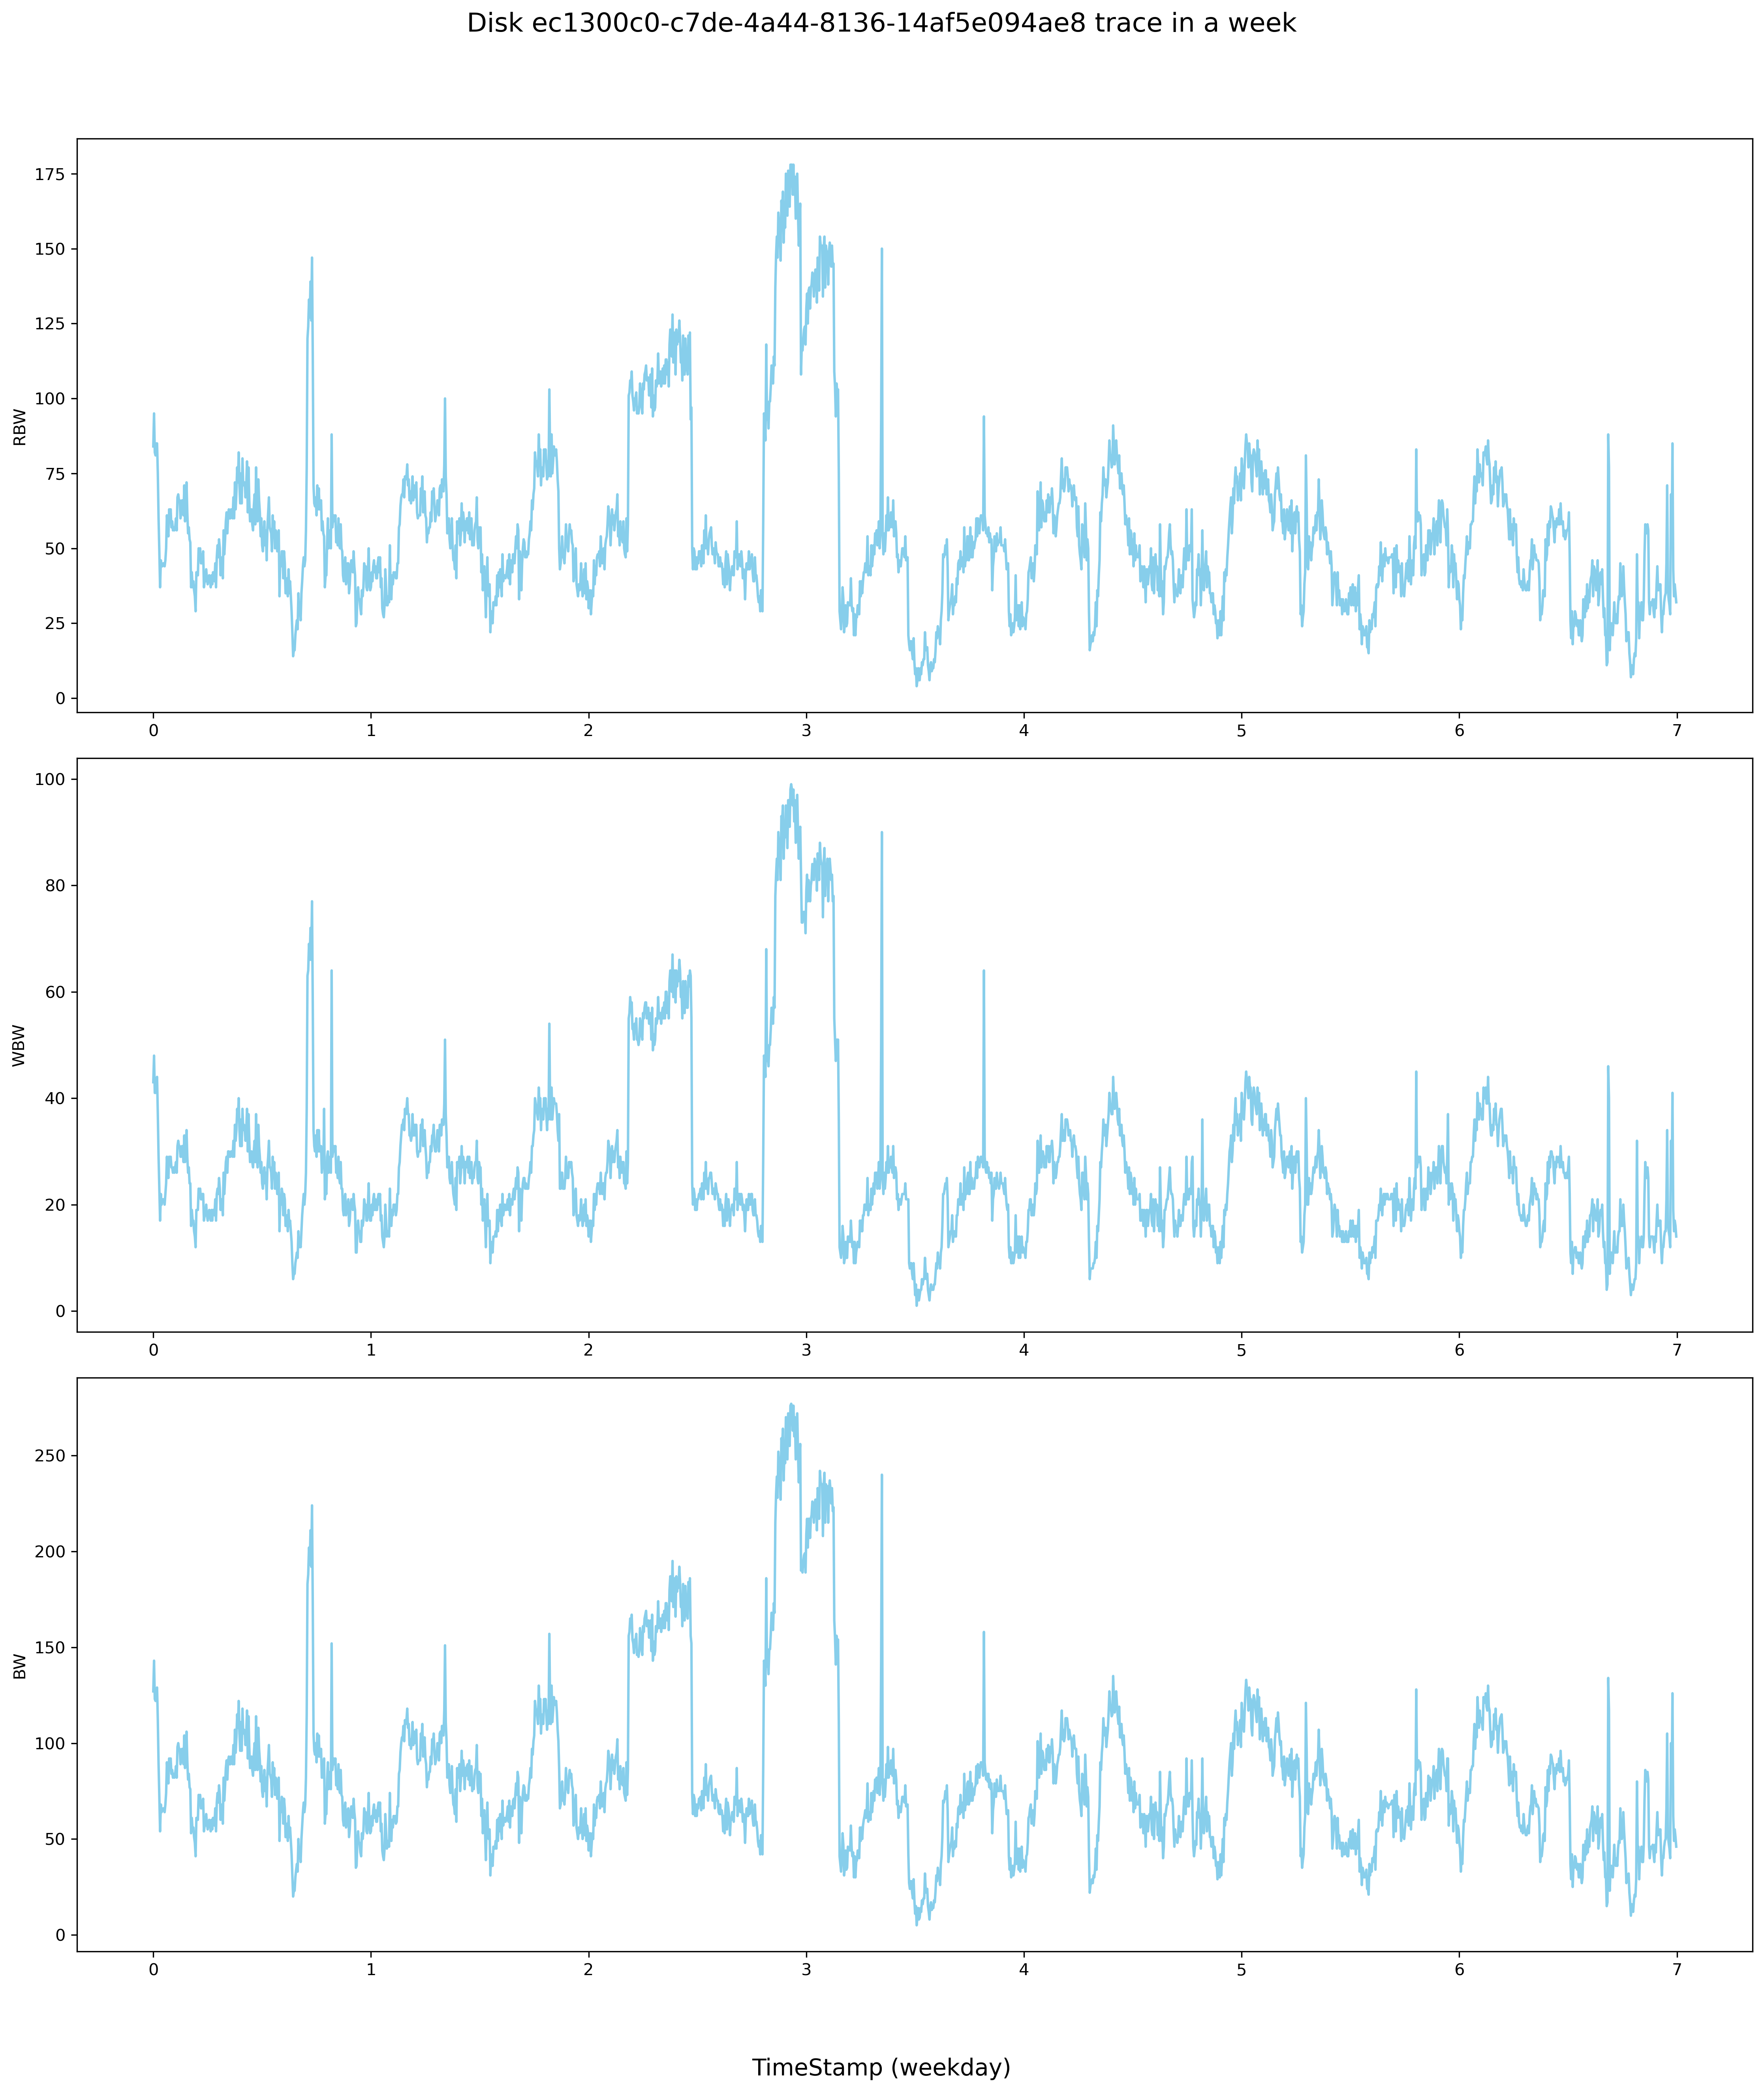 Disk ec1300c0-c7de-4a44-8136-14af5e094ae8 trace in a week
175
150
125
100
75
50
25
0
RBW
0 1 2 3 4 5 6 7
100
80
60
40
20
0
WBW
0 1 2 3 4 5 6 7
250
200
150
100
50
0
BW
0 1 2 3 4 5 6 7
TimeStamp (weekday)